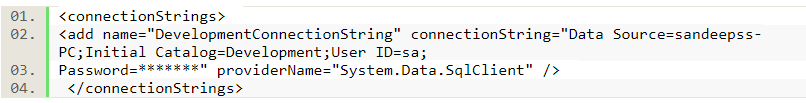 01. <connectionStrings>
02. <add name="DevelopmentConnectionString" connectionString="Data Source=sandeepss-
PC;Initial Catalog=Development;User ID=sa;
03. Password=*******" providerName="System.Data.SqlClient" />
04. </connectionStrings>